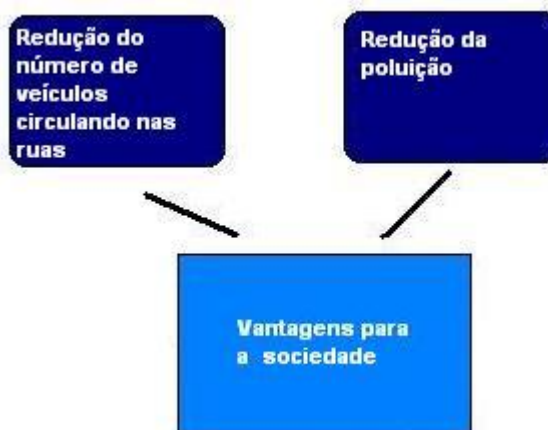 Redução do
número de
veículos
circulando nas
ruas
Redução da
poluição
Vantagens para
a sociedade